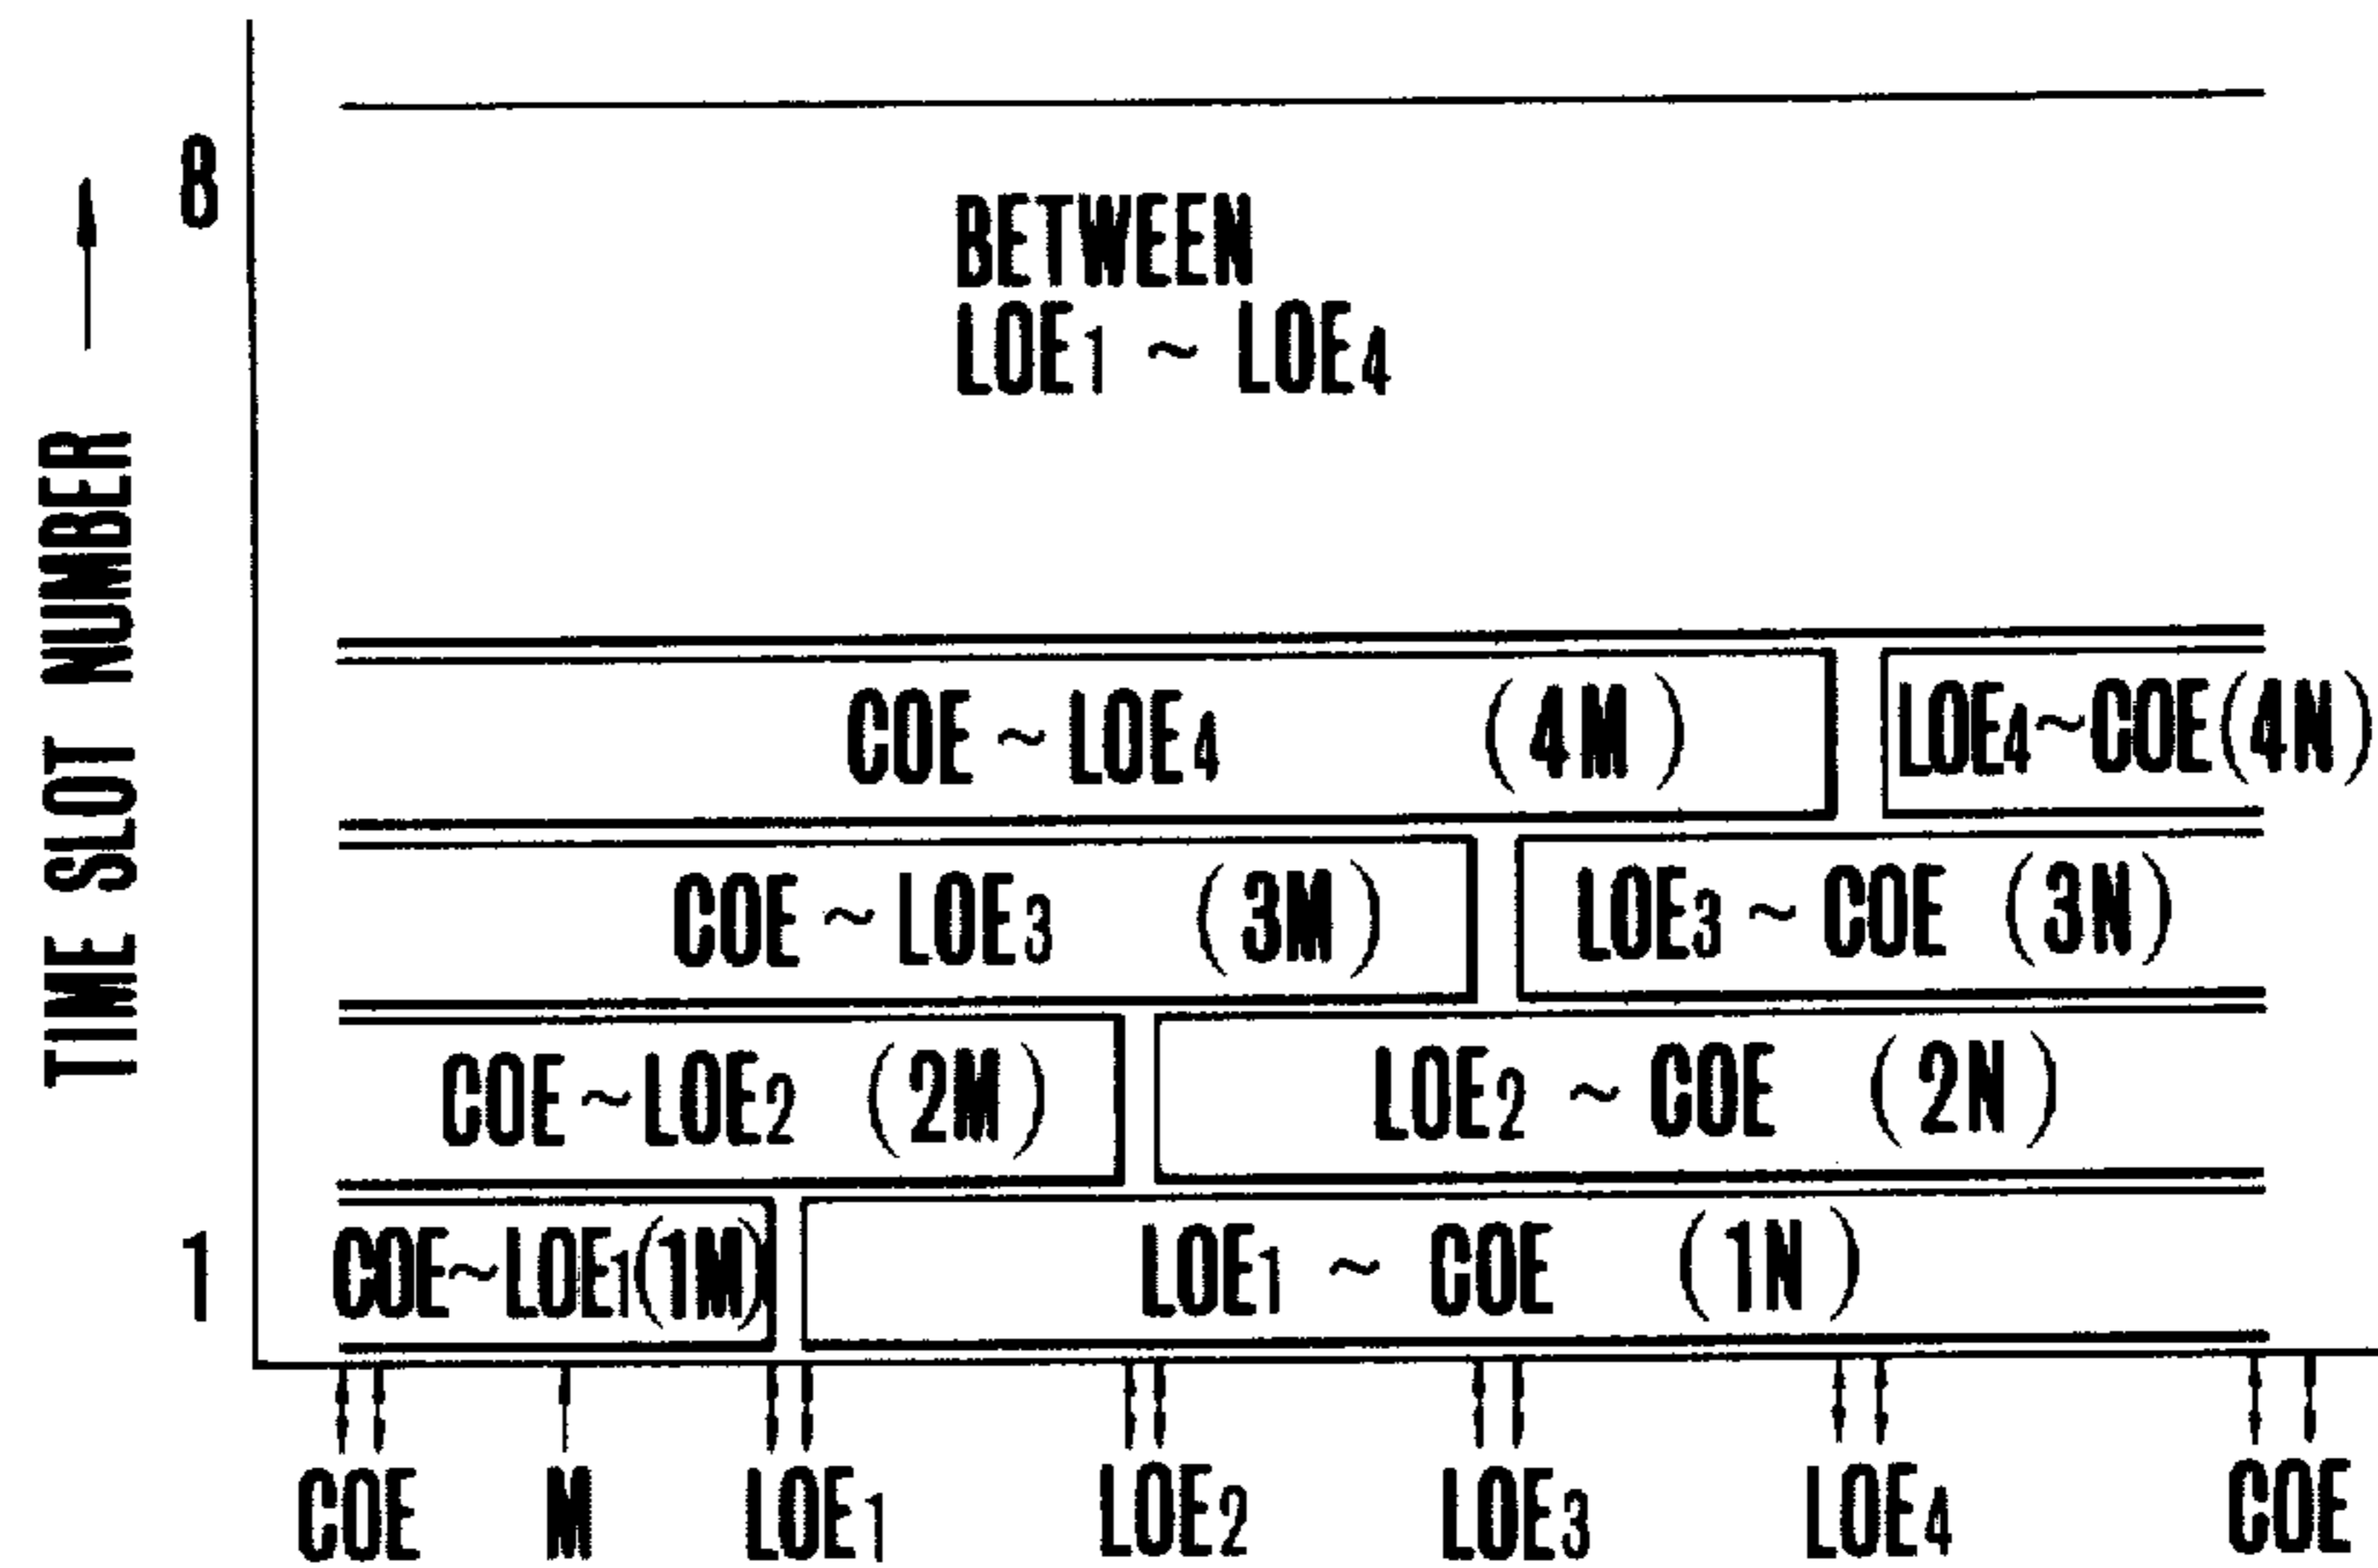 TIME SLOT NUMBER
8
BETWEEN
LOE1 ~ LOE4
COE ~ LOE4 (4M) LOE4~COE(4N)
COE ~ LOE3 (3M) LOE3 ~ COE (3N)
COE ~ LOE2 (2M) LOE2 ~ COE (2N)
1 COE~LOE1(1M) LOE1 ~ COE (1N)
COE M LOE1 LOE2 LOE3 LOE4 COE